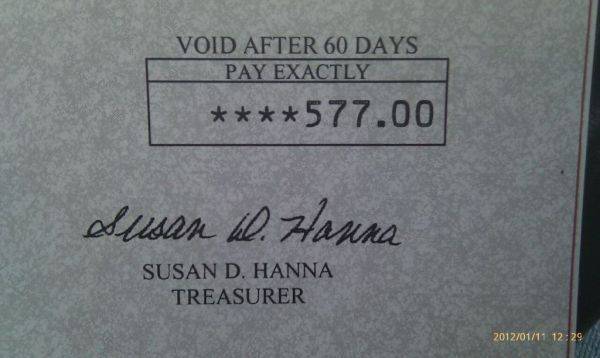 VOID AFTER 60 DAYS
PAY EXACTLY
****577.00
Susan D. Hanna
SUSAN D. HANNA
TREASURER
2012/01/11 12:29